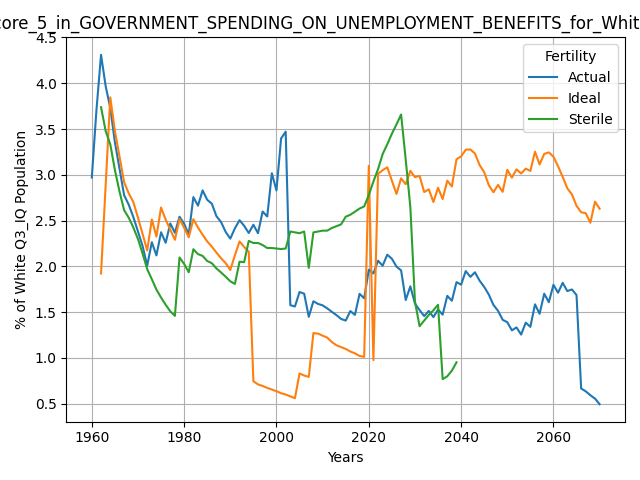 core_5_in_GOVERNMENT_SPENDING_ON_UNEMPLOYMENT_BENEFITS_for_White
4.5
4.0
3.5
3.0
2.5
2.0
1.5
1.0
0.5
% of White Q3_IQ Population
Fertility
Actual
Ideal
Sterile
1960
1980
2000
2020
2040
2060
Years